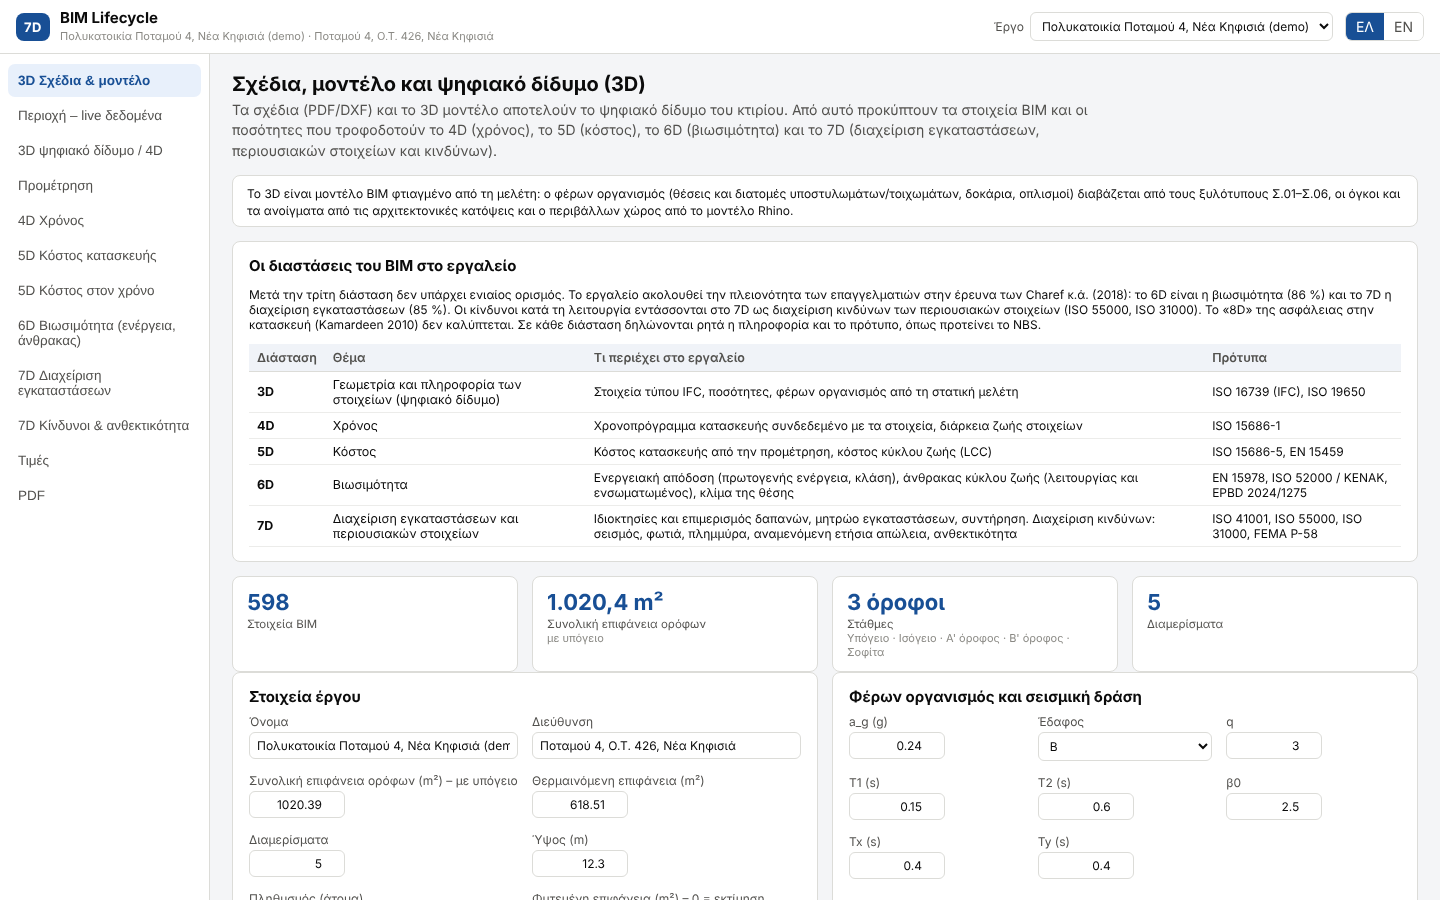 7D
BIM Lifecycle
Πολυκατοικία Ποταμού 4, Νέα Κηφισιά (demo) · Ποταμού 4, Ο.Τ. 426, Νέα Κηφισιά
Έργο
Πολυκατοικία Ποταμού 4, Νέα Κηφισιά (demo)
ΕΛ
EN
3D Σχέδια & μοντέλο
Περιοχή – live δεδομένα
3D ψηφιακό δίδυμο / 4D
Προμέτρηση
4D Χρόνος
5D Κόστος κατασκευής
5D Κόστος στον χρόνο
6D Βιωσιμότητα (ενέργεια,
άνθρακας)
7D Διαχείριση
εγκαταστάσεων
7D Κίνδυνοι & ανθεκτικότητα
Τιμές
PDF
Σχέδια, μοντέλο και ψηφιακό δίδυμο (3D)
Τα σχέδια (PDF/DXF) και το 3D μοντέλο αποτελούν το ψηφιακό δίδυμο του κτιρίου. Από αυτό προκύπτουν τα στοιχεία BIM και οι
ποσότητες που τροφοδοτούν το 4D (χρόνος), το 5D (κόστος), το 6D (βιωσιμότητα) και το 7D (διαχείριση εγκαταστάσεων,
περιουσιακών στοιχείων και κινδύνων).
Το 3D είναι μοντέλο BIM φτιαγμένο από τη μελέτη: ο φέρων οργανισμός (θέσεις και διατομές υποστυλωμάτων/τοιχωμάτων, δοκάρια, οπλισμοί) διαβάζεται από τους ξυλότυπους Σ.01–Σ.06, οι όγκοι και
τα ανοίγματα από τις αρχιτεκτονικές κατόψεις και ο περιβάλλων χώρος από το μοντέλο Rhino.
Οι διαστάσεις του BIM στο εργαλείο
Μετά την τρίτη διάσταση δεν υπάρχει ενιαίος ορισμός. Το εργαλείο ακολουθεί την πλειονότητα των επαγγελματιών στην έρευνα των Charef κ.ά. (2018): το 6D είναι η βιωσιμότητα (86 %) και το 7D η
διαχείριση εγκαταστάσεων (85 %). Οι κίνδυνοι κατά τη λειτουργία εντάσσονται στο 7D ως διαχείριση κινδύνων των περιουσιακών στοιχείων (ISO 55000, ISO 31000). Το «8D» της ασφάλειας στην
κατασκευή (Kamardeen 2010) δεν καλύπτεται. Σε κάθε διάσταση δηλώνονται ρητά η πληροφορία και το πρότυπο, όπως προτείνει το NBS.
Διάσταση Θέμα Τι περιέχει στο εργαλείο Πρότυπα
3D Γεωμετρία και πληροφορία των
στοιχείων (ψηφιακό δίδυμο) Στοιχεία τύπου IFC, ποσότητες, φέρων οργανισμός από τη στατική μελέτη ISO 16739 (IFC), ISO 19650
4D Χρόνος Χρονοπρόγραμμα κατασκευής συνδεδεμένο με τα στοιχεία, διάρκεια ζωής στοιχείων ISO 15686-1
5D Κόστος Κόστος κατασκευής από την προμέτρηση, κόστος κύκλου ζωής (LCC) ISO 15686-5, EN 15459
6D Βιωσιμότητα Ενεργειακή απόδοση (πρωτογενής ενέργεια, κλάση), άνθρακας κύκλου ζωής (λειτουργίας και
ενσωματωμένος), κλίμα της θέσης EN 15978, ISO 52000 / ΚΕΝΑΚ,
EPBD 2024/1275
7D Διαχείριση εγκαταστάσεων και
περιουσιακών στοιχείων Ιδιοκτησίες και επιμερισμός δαπανών, μητρώο εγκαταστάσεων, συντήρηση. Διαχείριση κινδύνων:
σεισμός, φωτιά, πλημμύρα, αναμενόμενη ετήσια απώλεια, ανθεκτικότητα ISO 41001, ISO 55000, ISO
31000, FEMA P-58
598
Στοιχεία BIM
1.020,4 m²
Συνολική επιφάνεια ορόφων
με υπόγειο
3 όροφοι
Στάθμες
Υπόγειο · Ισόγειο · Α' όροφος · Β' όροφος ·
Σοφίτα
5
Διαμερίσματα
Στοιχεία έργου
Όνομα Διεύθυνση
Πολυκατοικία Ποταμού 4, Νέα Κηφισιά (dem Ποταμού 4, Ο.Τ. 426, Νέα Κηφισιά
Συνολική επιφάνεια ορόφων (m²) – με υπόγειο Θερμαινόμενη επιφάνεια (m²)
1020.39 618.51
Διαμερίσματα Ύψος (m)
5 12.3
Πληθυσμός (άτομα) Φυτεμένη επιφάνεια (m²) – 0 = εκτίμηση
Φέρων οργανισμός και σεισμική δράση
a_g (g) Έδαφος q
0.24 B 3
T1 (s) T2 (s) β0
0.15 0.6 2.5
Tx (s) Ty (s)
0.4 0.4